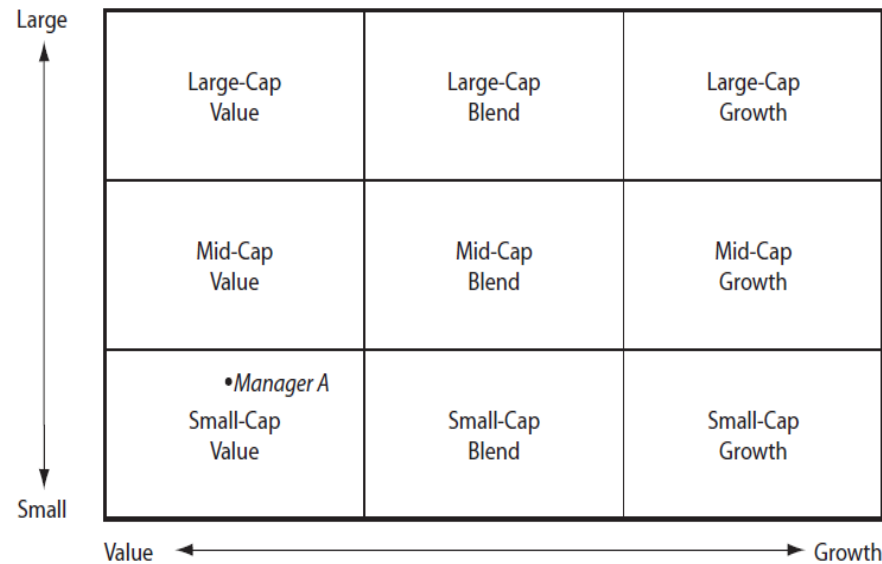 Large
Large-Cap
Value
Large-Cap
Blend
Large-Cap
Growth
Mid-Cap
Value
Mid-Cap
Blend
Mid-Cap
Growth
•Manager A
Small-Cap
Value
Small-Cap
Blend
Small-Cap
Growth
Small
Value
Growth